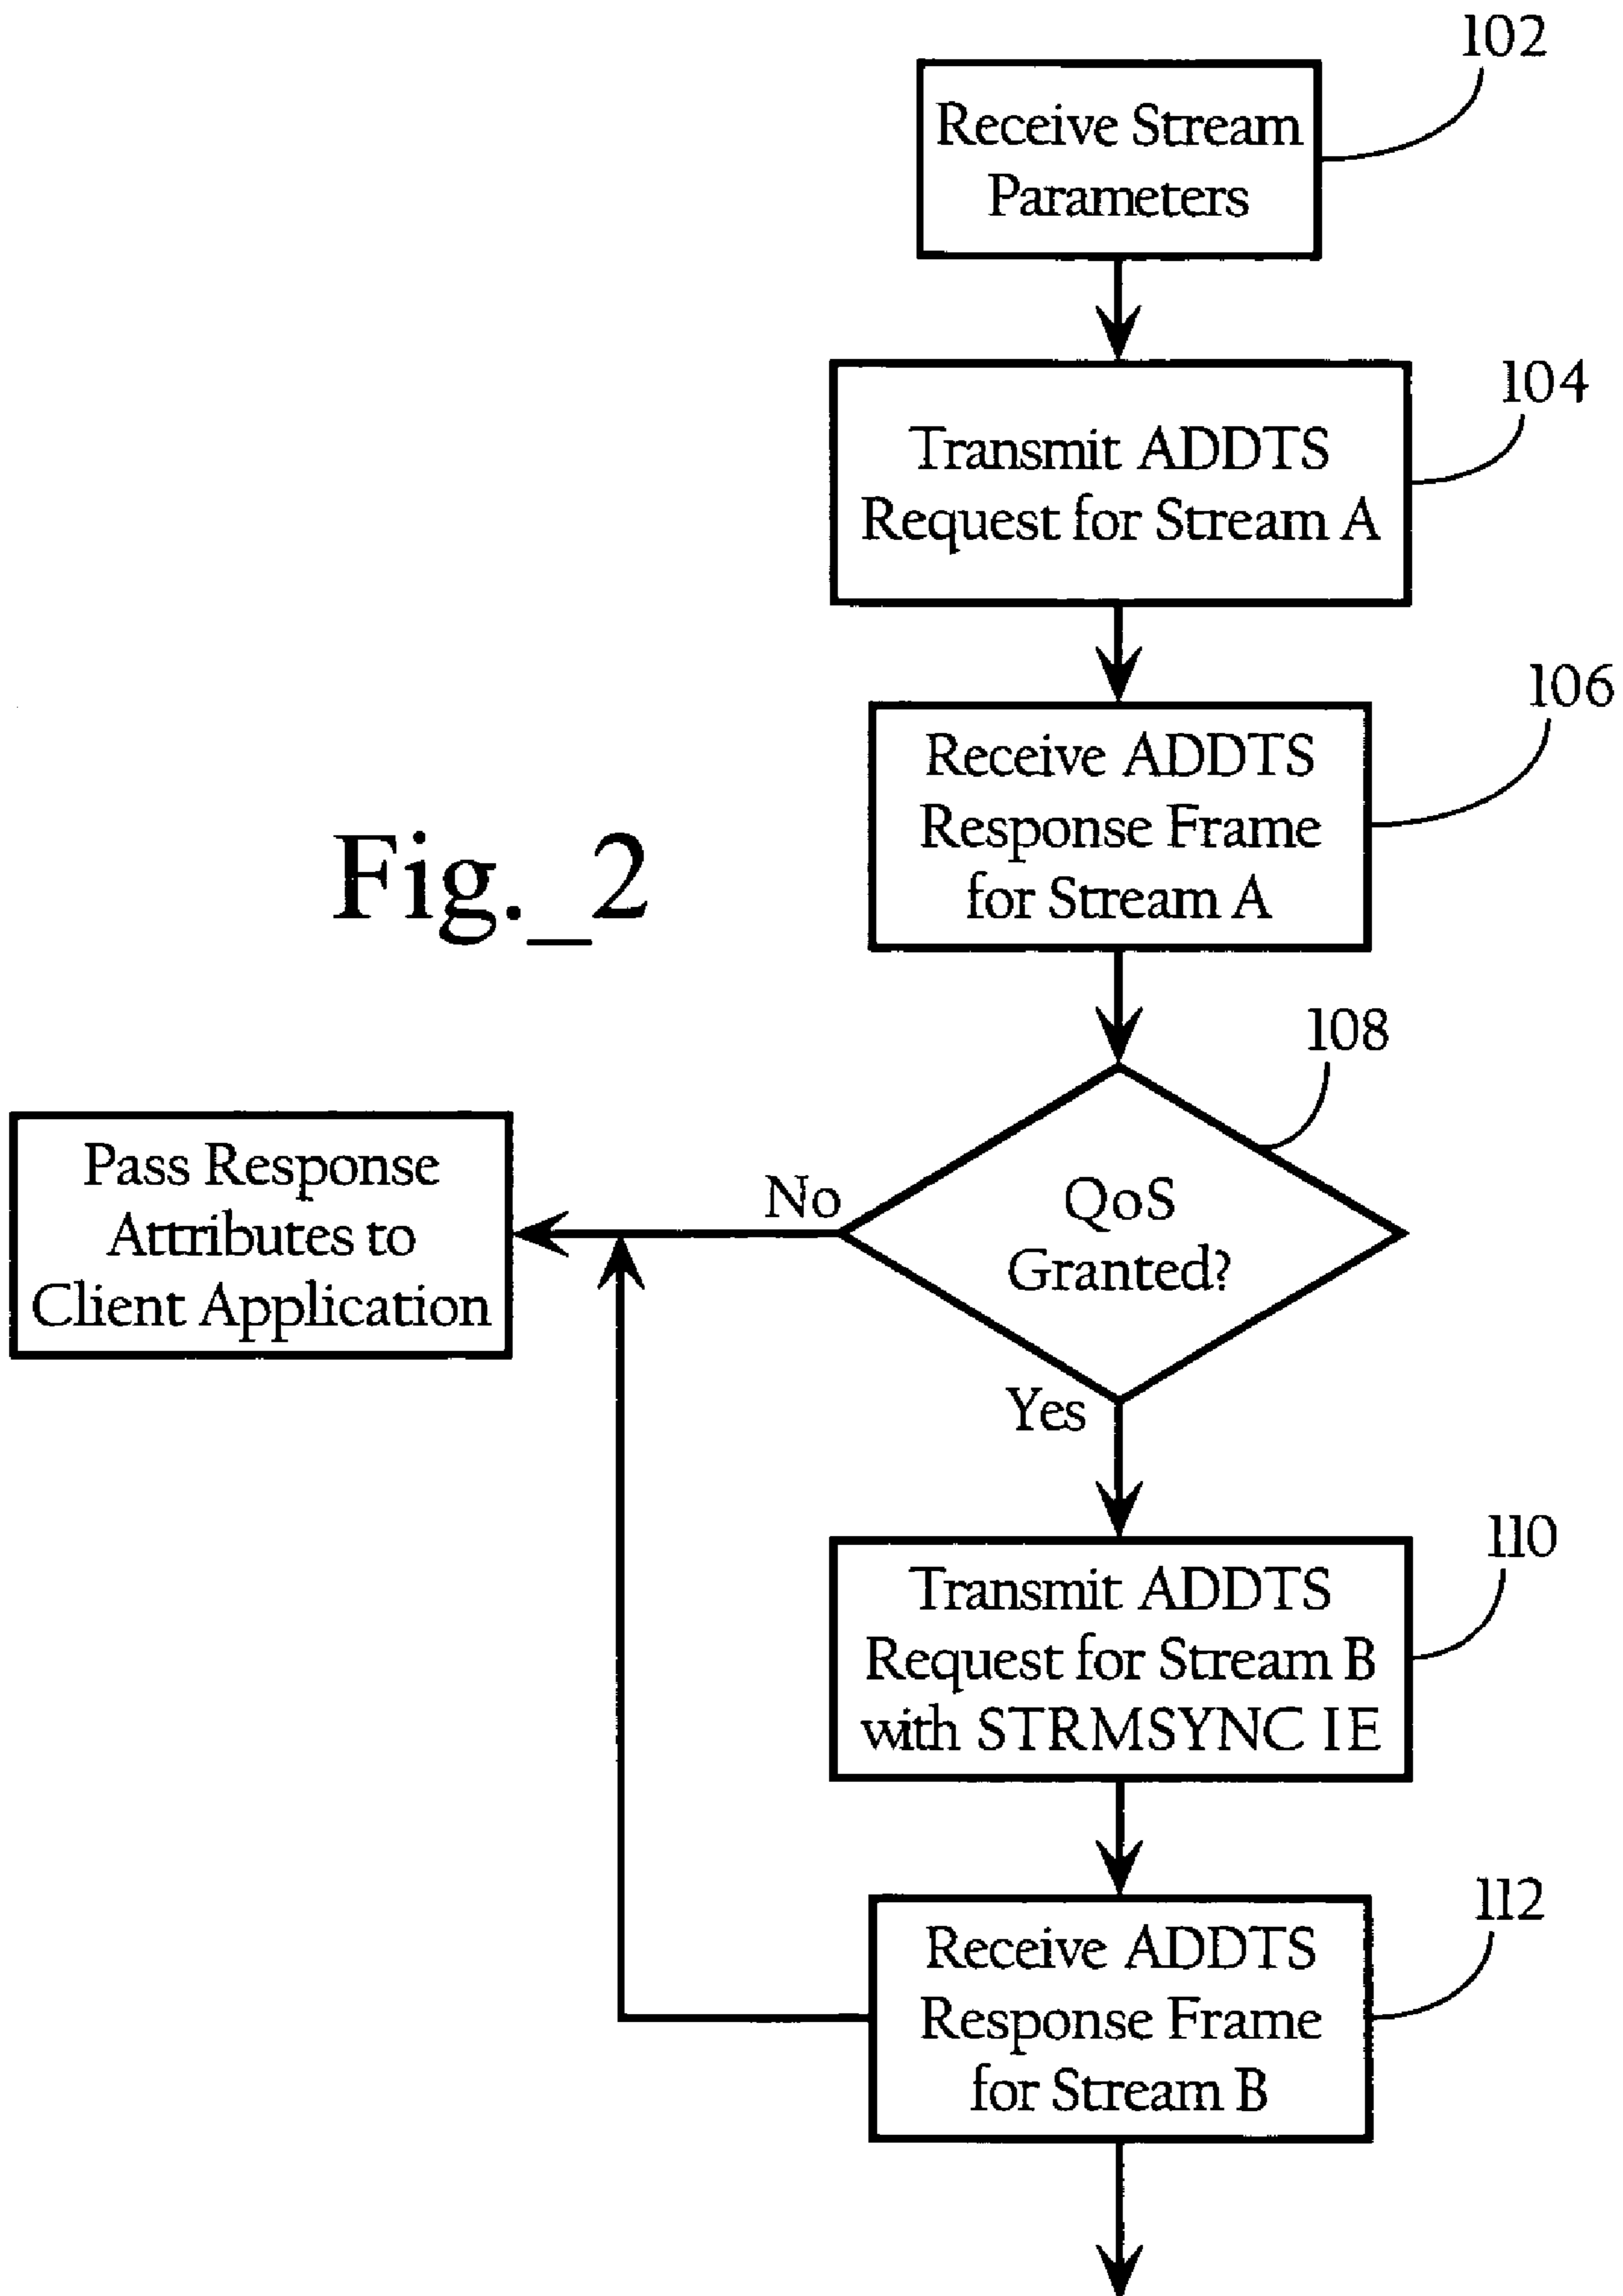 102
Receive Stream
Parameters
104
Transmit ADDTS
Request for Stream A
106
Receive ADDTS
Response Frame
for Stream A
Fig._2
108
Pass Response
Attributes to
Client Application
No
QoS
Granted?
Yes
110
Transmit ADDTS
Request for Stream B
with STRMSYNC IE
112
Receive ADDTS
Response Frame
for Stream B